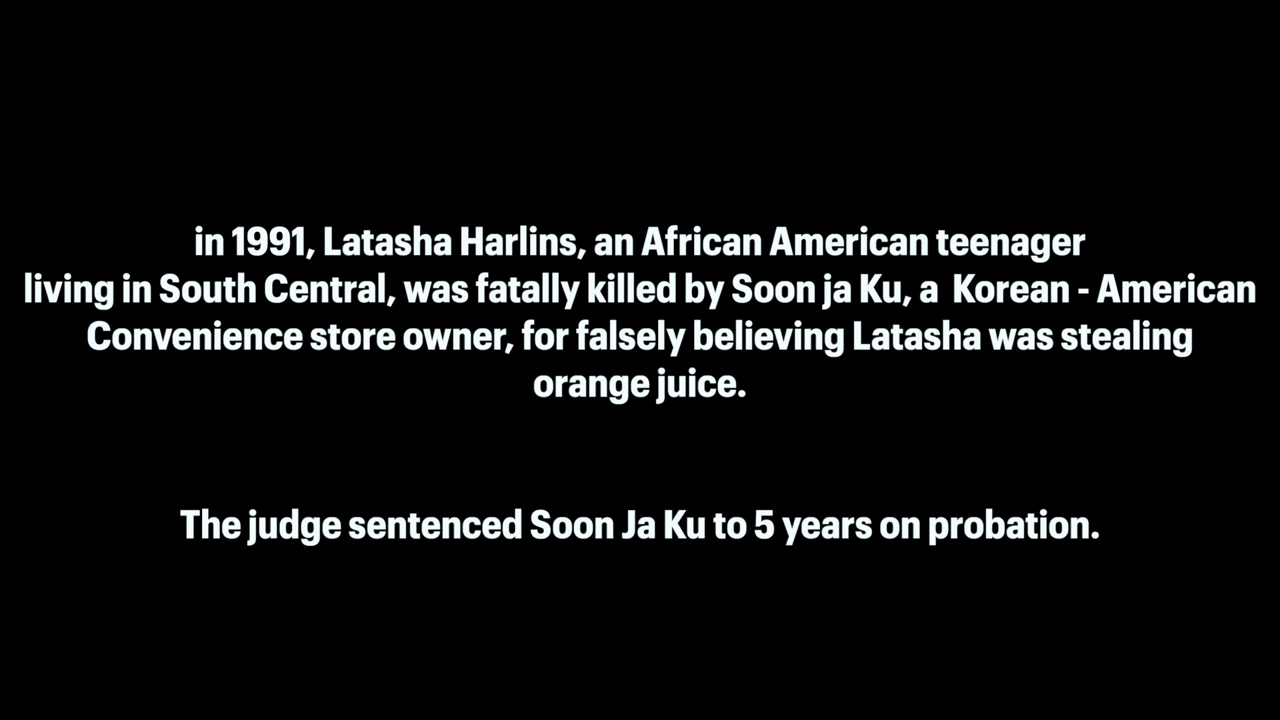 in 1991, Latasha Harlins, an African American teenager
living in South Central, was fatally killed by Soon ja Ku, a  Korean - American
Convenience store owner, for falsely believing Latasha was stealing
orange juice.
The judge sentenced Soon Ja Ku to 5 years on probation.